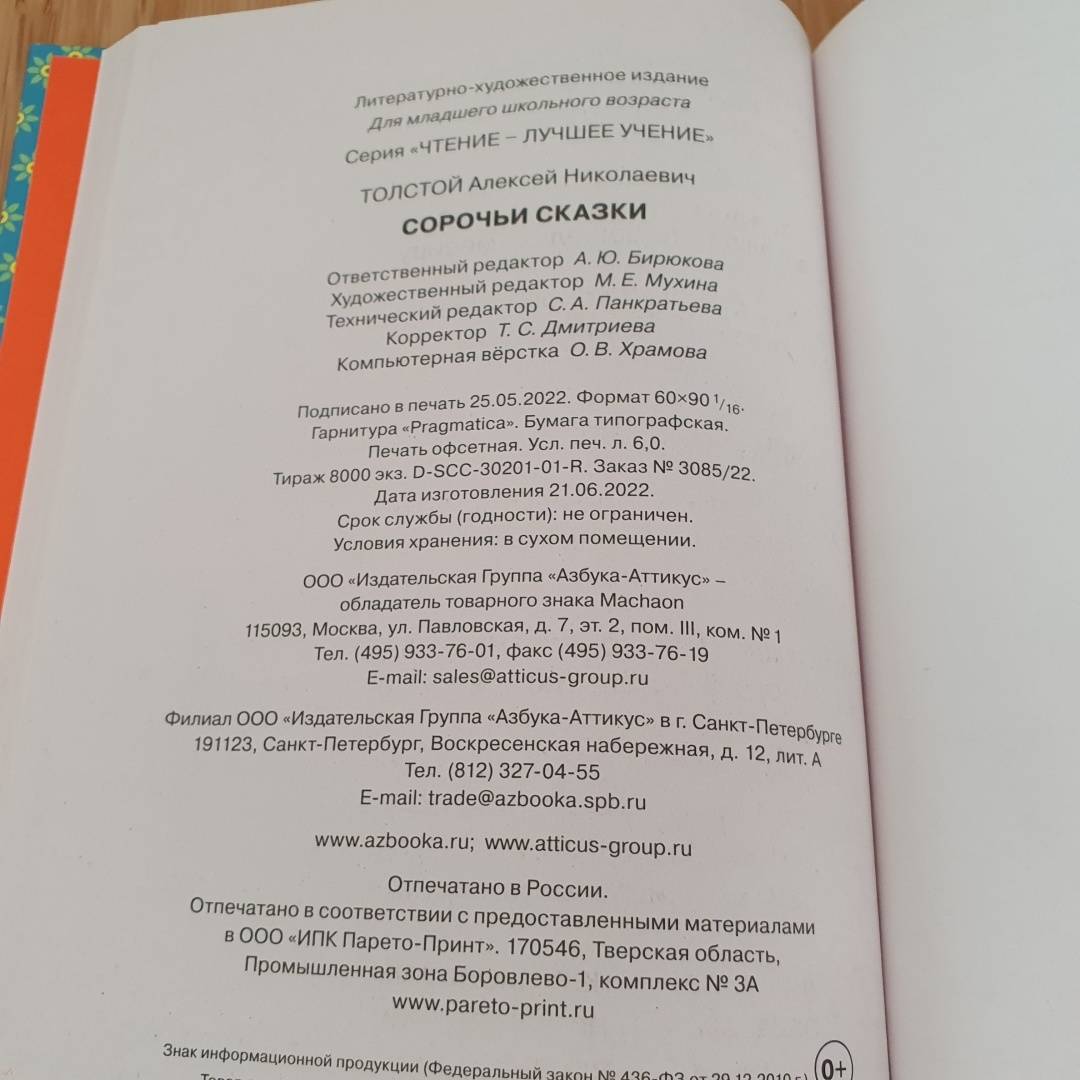 Литературно-художественное издание
Для младшего школьного возраста
Серия «ЧТЕНИЕ – ЛУЧШЕЕ УЧЕНИЕ»
ТОЛСТОЙ Алексей Николаевич
СОРОЧЬИ СКАЗКИ
Ответственный редактор А. Ю. Бирюкова
Художественный редактор М. Е. Мухина
Технический редактор С. А. Панкратьева
Корректор Т. С. Дмитриева
Компьютерная вёрстка О. В. Храмова
Подписано в печать 25.05.2022. Формат 60×90 1/16.
Гарнитура «Pragmatica». Бумага типографская.
Печать офсетная. Усл. печ. л. 6,0.
Тираж 8000 экз. D-SCC-30201-01-R. Заказ № 3085/22.
Дата изготовления 21.06.2022.
Срок службы (годности): не ограничен.
Условия хранения: в сухом помещении.
ООО «Издательская Группа «Азбука-Аттикус» –
обладатель товарного знака Machaon
115093, Москва, ул. Павловская, д. 7, эт. 2, пом. III, ком. № 1
Тел. (495) 933-76-01, факс (495) 933-76-19
E-mail: sales@atticus-group.ru
Филиал ООО «Издательская Группа «Азбука-Аттикус» в г. Санкт-Петербурге
191123, Санкт-Петербург, Воскресенская набережная, д. 12, лит. А
Тел. (812) 327-04-55
E-mail: trade@azbooka.spb.ru
www.azbooka.ru; www.atticus-group.ru
Отпечатано в России.
Отпечатано в соответствии с предоставленными материалами
в ООО «ИПК Парето-Принт». 170546, Тверская область,
Промышленная зона Боровлево-1, комплекс № 3А
www.pareto-print.ru
Знак информационной продукции (Федеральный закон № 436-ФЗ от 29.12.2010 г.) 0+